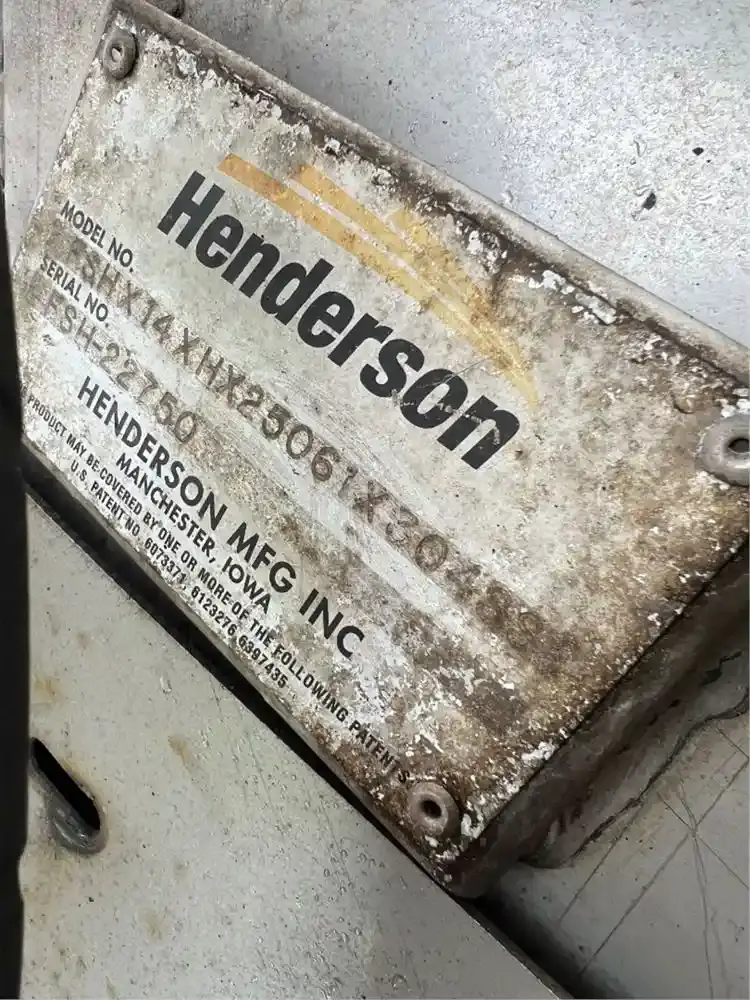 Henderson
MODEL NO.
FSHX14XHX25061X304SS
SERIAL NO.
FSH-22750
HENDERSON MFG INC
MANCHESTER, IOWA
PRODUCT MAY BE COVERED BY ONE OR MORE OF THE FOLLOWING PATENTS
U.S. PATENT NO. 6073371, 6123276, 6397435